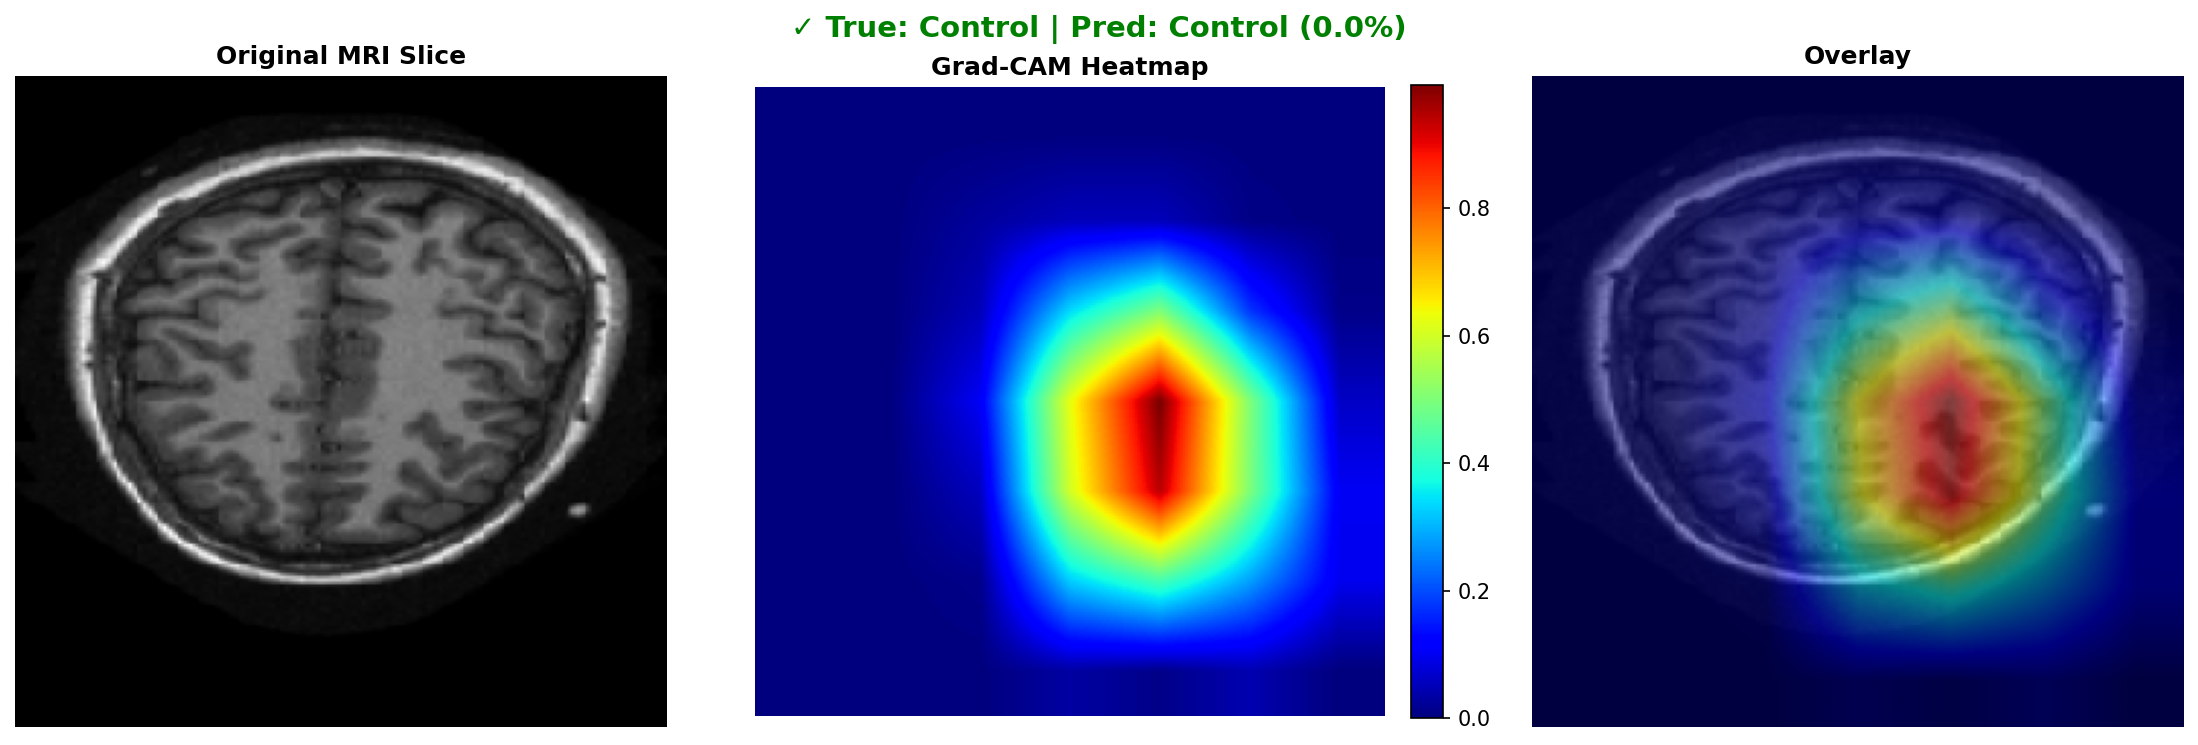 ✓ True: Control | Pred: Control (0.0%)
Original MRI Slice
Grad-CAM Heatmap
Overlay
0.8
0.6
0.4
0.2
0.0